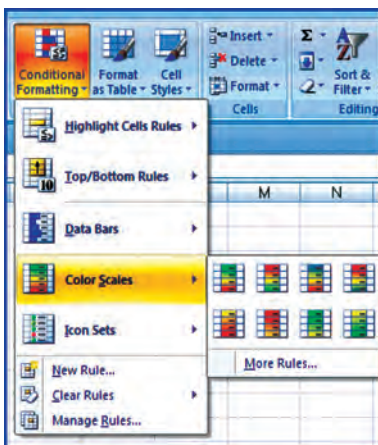 Conditional
Formatting
Format
as Table
Cell
Styles
Insert
Delete
Format
Cells
Σ
A
Z
Sort &
Filter
Editing
Highlight Cells Rules
10
Top/Bottom Rules
M N
Data Bars
Color Scales
Icon Sets
More Rules...
New Rule...
Clear Rules
Manage Rules...